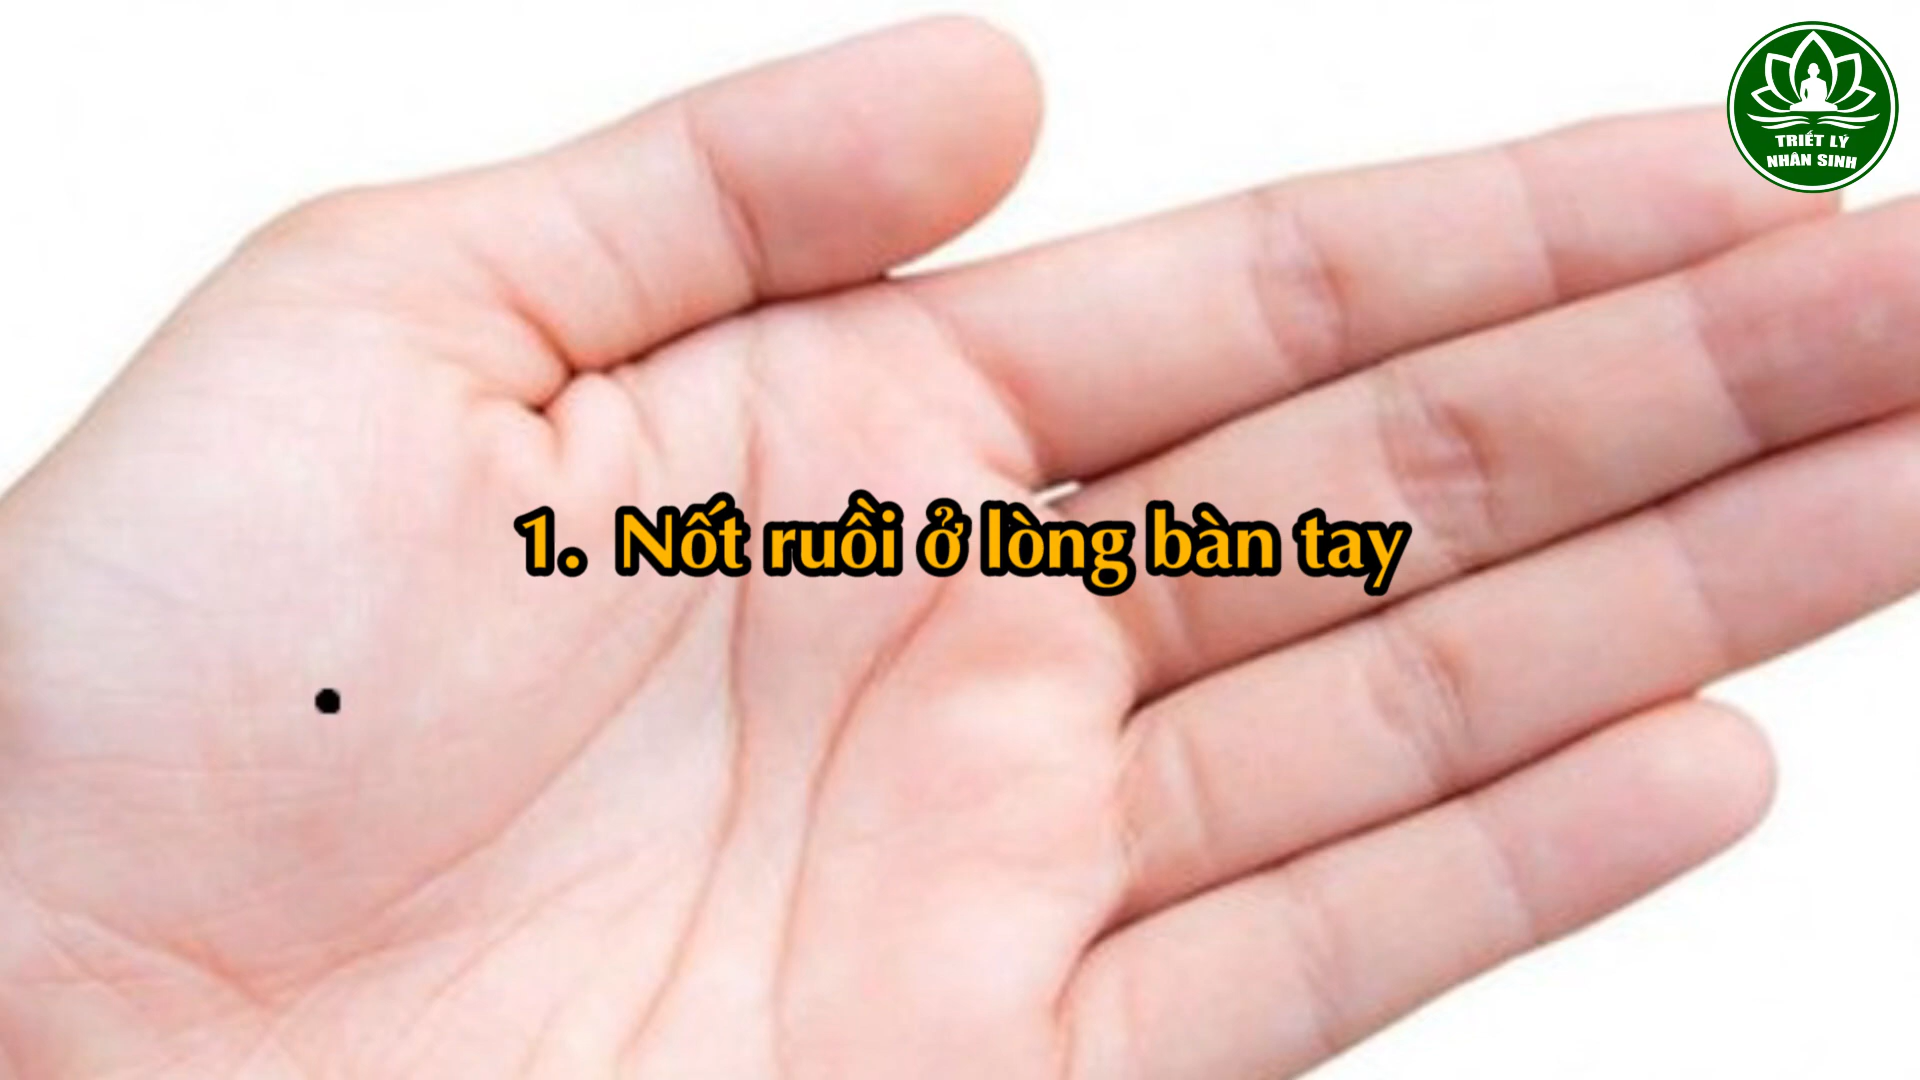 TRIẾT LÝ
NHÂN SINH
1. Nốt ruồi ở lòng bàn tay